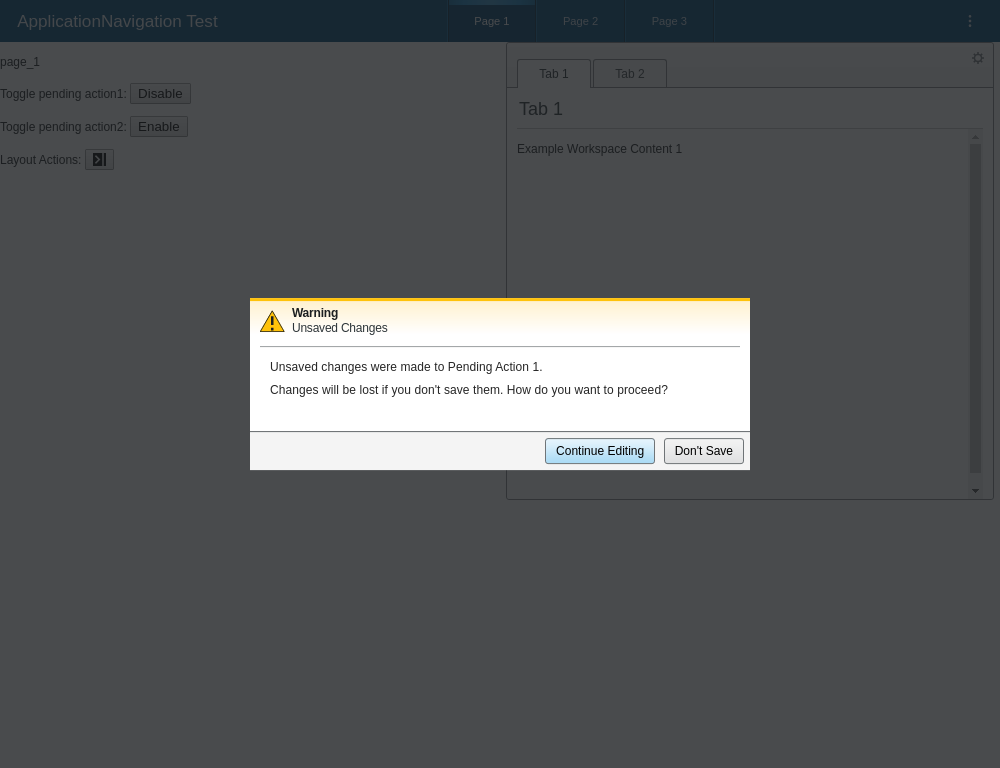 ApplicationNavigation Test
Page 1
Page 2
Page 3
page_1
Toggle pending action1: Disable
Toggle pending action2: Enable
Layout Actions:
Tab 1
Tab 2
Tab 1
Example Workspace Content 1
Warning
Unsaved Changes
Unsaved changes were made to Pending Action 1.
Changes will be lost if you don't save them. How do you want to proceed?
Continue Editing
Don't Save